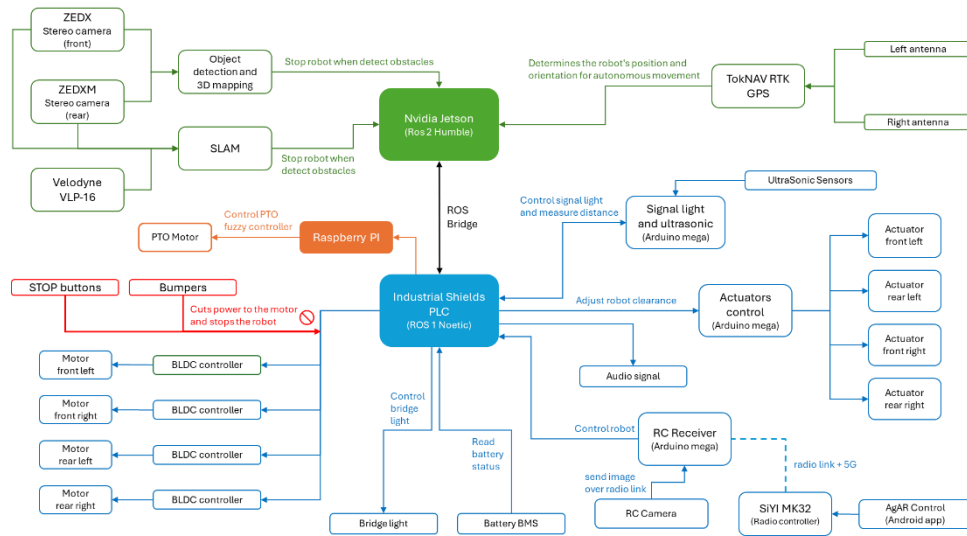 ZEDX
Stereo camera
(front)
ZEDXM
Stereo camera
(rear)
Velodyne
VLP-16
Object
detection and
3D mapping
SLAM
Stop robot when detect obstacles
Stop robot when
detect obstacles
Nvidia Jetson
(Ros 2 Humble)
Determines the robot's position and
orientation for autonomous movement
TokNAV RTK
GPS
Left antenna
Right antenna
ROS
Bridge
Control PTO
fuzzy controller
PTO Motor
Raspberry PI
Control signal light
and measure distance
UltraSonic Sensors
Signal light
and ultrasonic
(Arduino mega)
STOP buttons
Bumpers
Cuts power to the motor
and stops the robot
Industrial Shields
PLC
(ROS 1 Noetic)
Adjust robot clearance
Actuators
control
(Arduino mega)
Actuator
front left
Actuator
rear left
Actuator
front right
Actuator
rear right
Audio signal
Motor
front left
BLDC controller
Motor
front right
BLDC controller
Motor
rear left
BLDC controller
Motor
rear right
BLDC controller
Control
bridge
light
Read
battery
status
Bridge light
Battery BMS
Control robot
RC Receiver
(Arduino mega)
send image
over radio link
RC Camera
radio link + 5G
SiYI MK32
(Radio controller)
AgAR Control
(Android app)